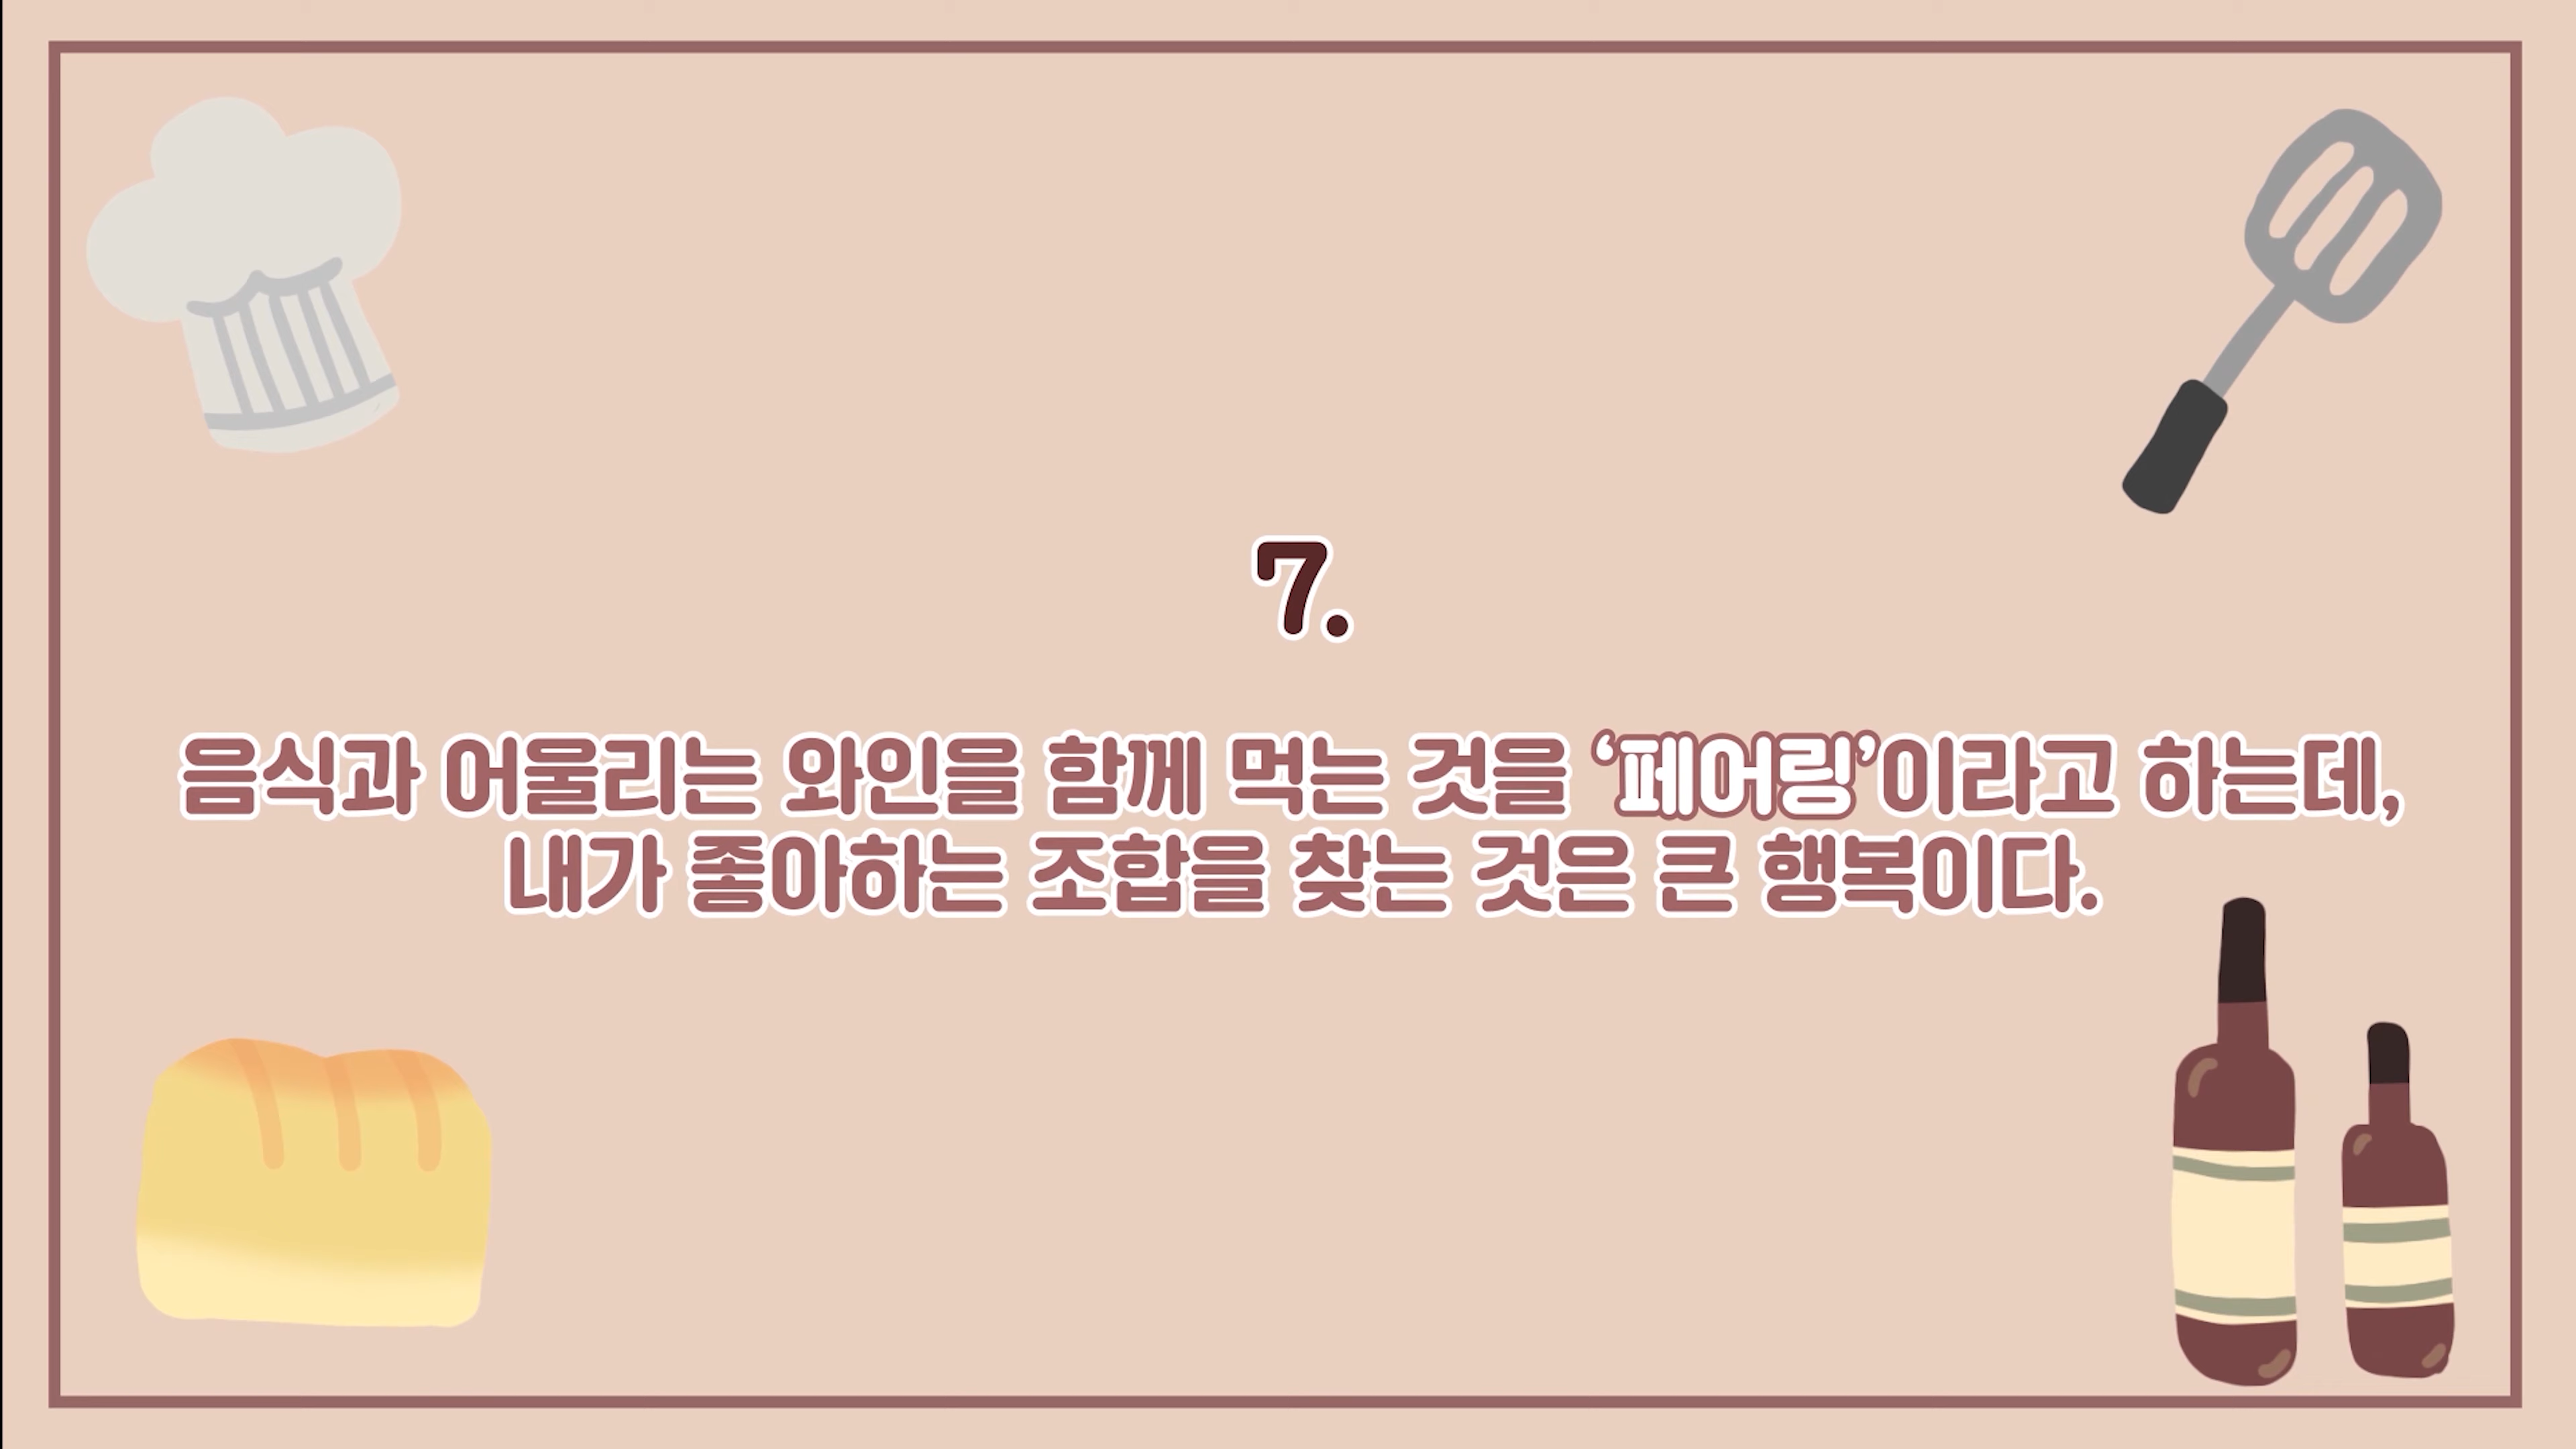 7.
음식과 어울리는 와인을 함께 먹는 것을 ‘페어링’이라고 하는데,
내가 좋아하는 조합을 찾는 것은 큰 행복이다.